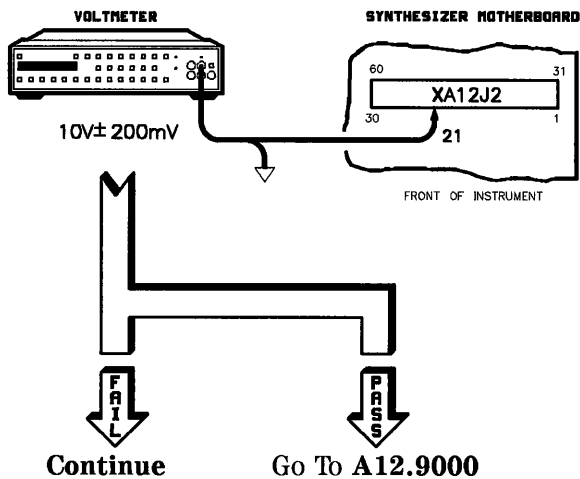 VOLTMETER
SYNTHESIZER MOTHERBOARD
60 31
XA12J2
30 1
10V± 200mV
21
FRONT OF INSTRUMENT
FAIL
PASS
Continue
Go To A12.9000